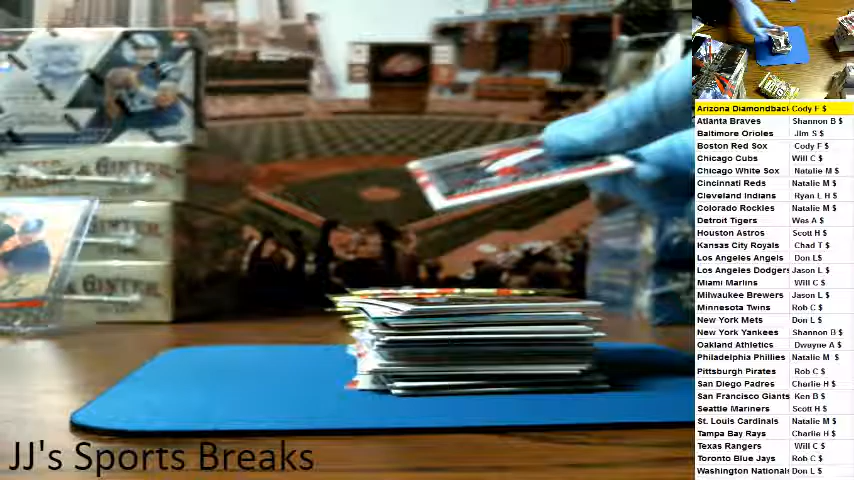 GINTER
GINTER
Arizona Diamondback Cody F $
Atlanta Braves Shannon B $
Baltimore Orioles Jim S $
Boston Red Sox Cody F $
Chicago Cubs Will C $
Chicago White Sox Natalie M $
Cincinnati Reds Natalie M $
Cleveland Indians Ryan L H $
Colorado Rockies Natalie M $
Detroit Tigers Wes A $
Houston Astros Scott H $
Kansas City Royals Chad T $
Los Angeles Angels Don L$
Los Angeles Dodgers Jason L $
Miami Marlins Will C $
Milwaukee Brewers Jason L $
Minnesota Twins Rob C $
New York Mets Don L $
New York Yankees Shannon B $
Oakland Athletics Dwayne A $
Philadelphia Phillies Natalie M $
Pittsburgh Pirates Rob C $
San Diego Padres Charlie H $
San Francisco Giants Ken B $
Seattle Mariners Scott H $
St. Louis Cardinals Natalie M $
Tampa Bay Rays Charlie H $
Texas Rangers Will C $
Toronto Blue Jays Rob C $
Washington Nationals Don L $
JJ's Sports Breaks